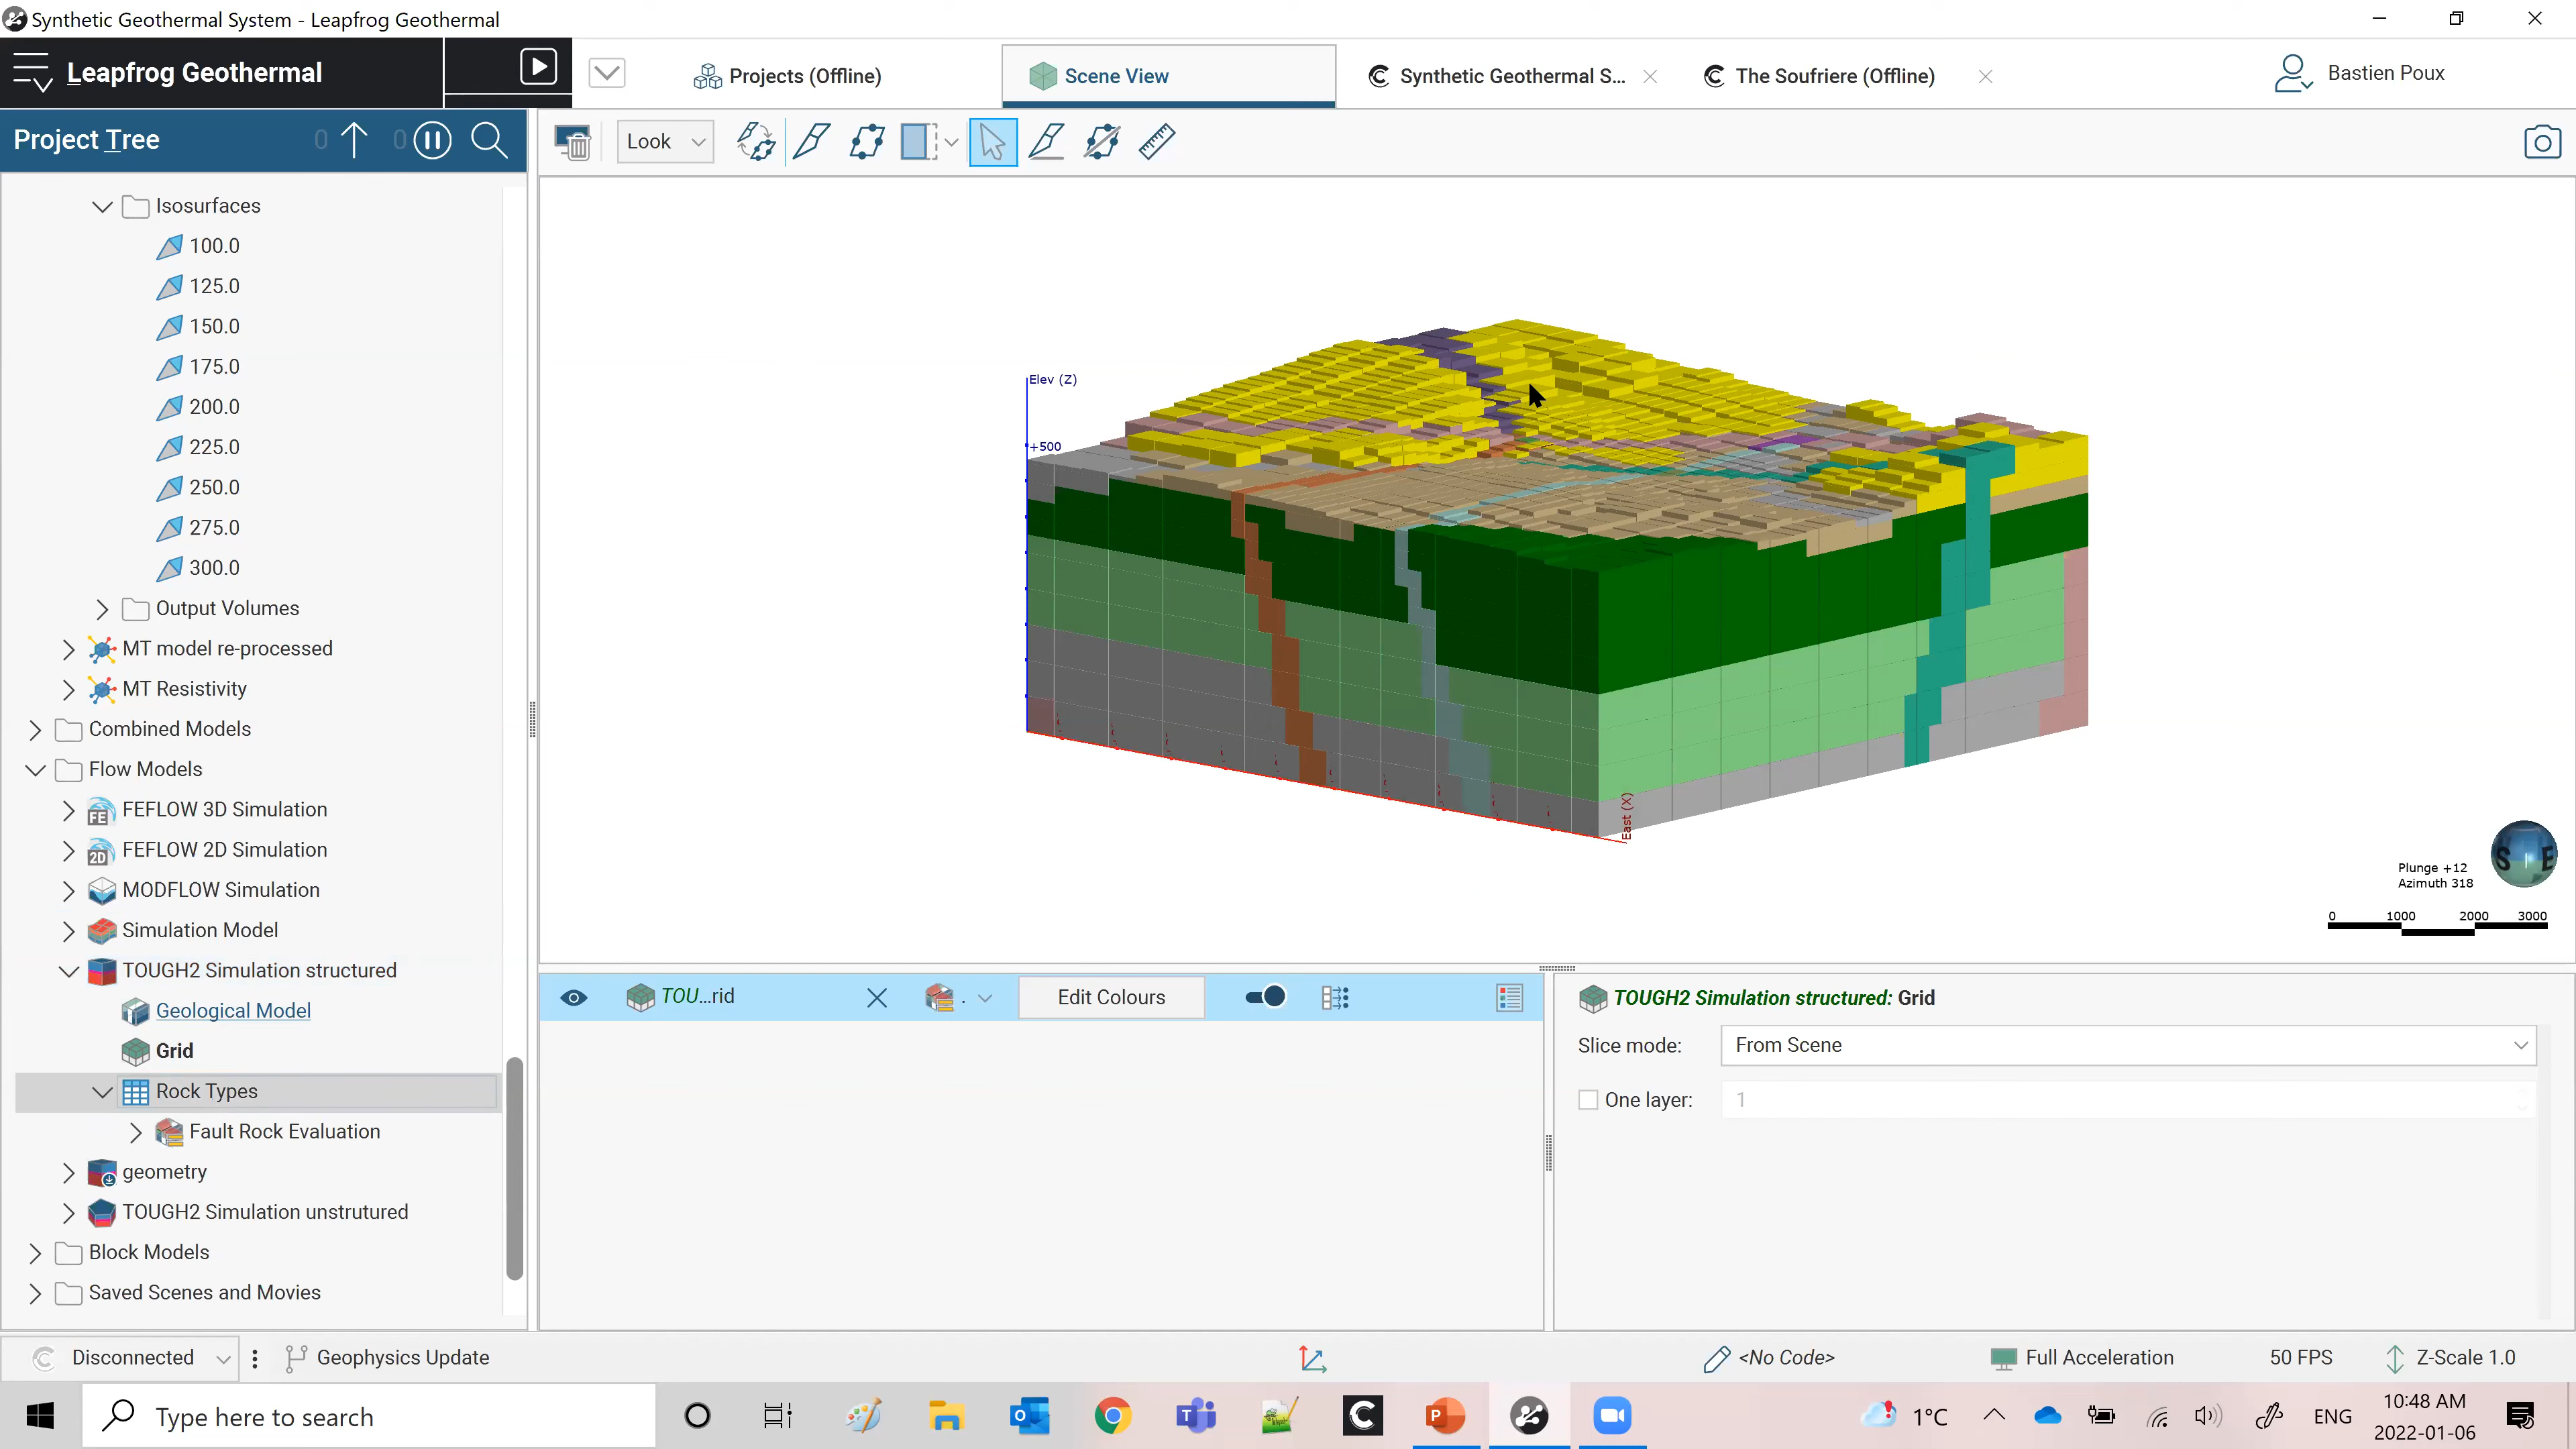 Synthetic Geothermal System - Leapfrog Geothermal
Leapfrog Geothermal
Projects (Offline)
Scene View
Synthetic Geothermal S...
The Soufriere (Offline)
Bastien Poux
Project Tree
0
0
Look
Isosurfaces
100.0
125.0
150.0
175.0
200.0
225.0
250.0
275.0
300.0
Output Volumes
MT model re-processed
MT Resistivity
Combined Models
Flow Models
FEFLOW 3D Simulation
FEFLOW 2D Simulation
MODFLOW Simulation
Simulation Model
TOUGH2 Simulation structured
Geological Model
Grid
Rock Types
Fault Rock Evaluation
geometry
TOUGH2 Simulation unstrutured
Block Models
Saved Scenes and Movies
Elev (Z)
+500
East (X)
S E
Plunge +12
Azimuth 318
0 1000 2000 3000
TOU...rid
.
Edit Colours
TOUGH2 Simulation structured: Grid
Slice mode:
From Scene
One layer:
1
Disconnected
Geophysics Update
<No Code>
Full Acceleration
50 FPS
Z-Scale 1.0
Type here to search
1°C
ENG
10:48 AM
2022-01-06